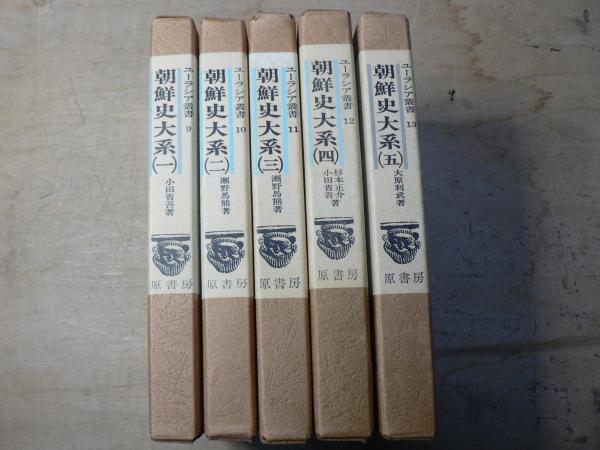 ユーラシア叢書 9
朝鮮史大系(一)
小田省吾著
原書房
ユーラシア叢書 10
朝鮮史大系(二)
瀬野馬熊著
原書房
ユーラシア叢書 11
朝鮮史大系(三)
瀬野馬熊著
原書房
ユーラシア叢書 12
朝鮮史大系(四)
杉本正介
小田省吾著
原書房
ユーラシア叢書 13
朝鮮史大系(五)
大原利武著
原書房